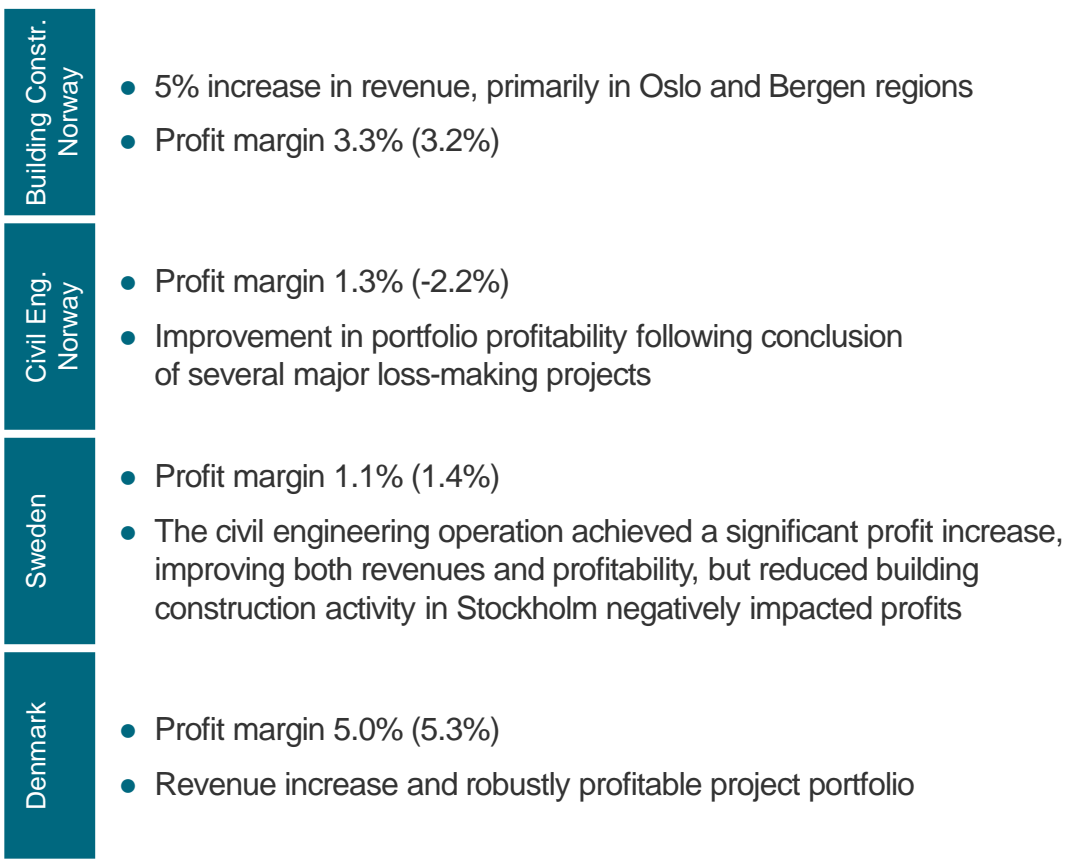 Building Constr.
Norway
● 5% increase in revenue, primarily in Oslo and Bergen regions
● Profit margin 3.3% (3.2%)
Civil Eng.
Norway
● Profit margin 1.3% (-2.2%)
● Improvement in portfolio profitability following conclusion
of several major loss-making projects
Sweden
● Profit margin 1.1% (1.4%)
● The civil engineering operation achieved a significant profit increase,
improving both revenues and profitability, but reduced building
construction activity in Stockholm negatively impacted profits
Denmark
● Profit margin 5.0% (5.3%)
● Revenue increase and robustly profitable project portfolio